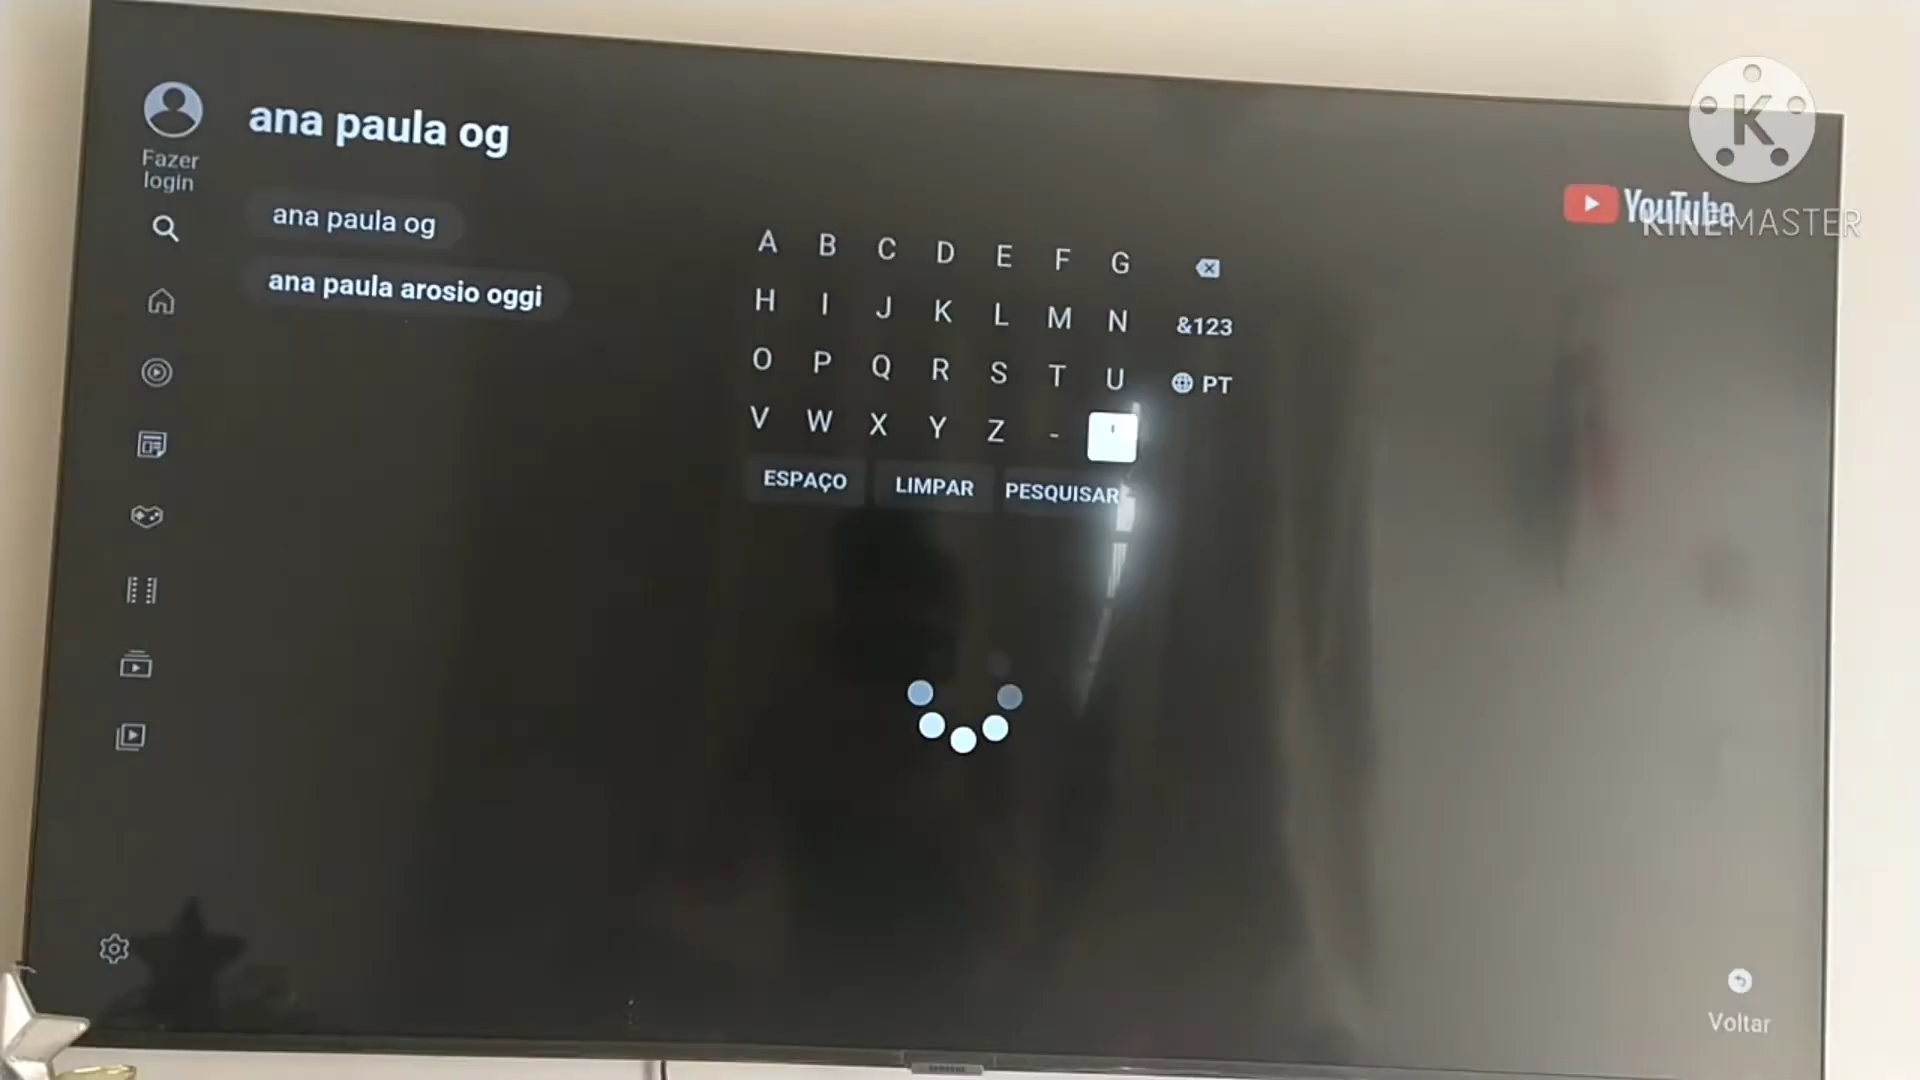 ana paula og
Fazer
login
ana paula og
ana paula arosio oggi
A B C D E F G
H I J K L M N &123
O P Q R S T U PT
V W X Y Z - '
ESPAÇO LIMPAR PESQUISAR
K
YouTube
KINEMASTER
Voltar
SAMSUNG